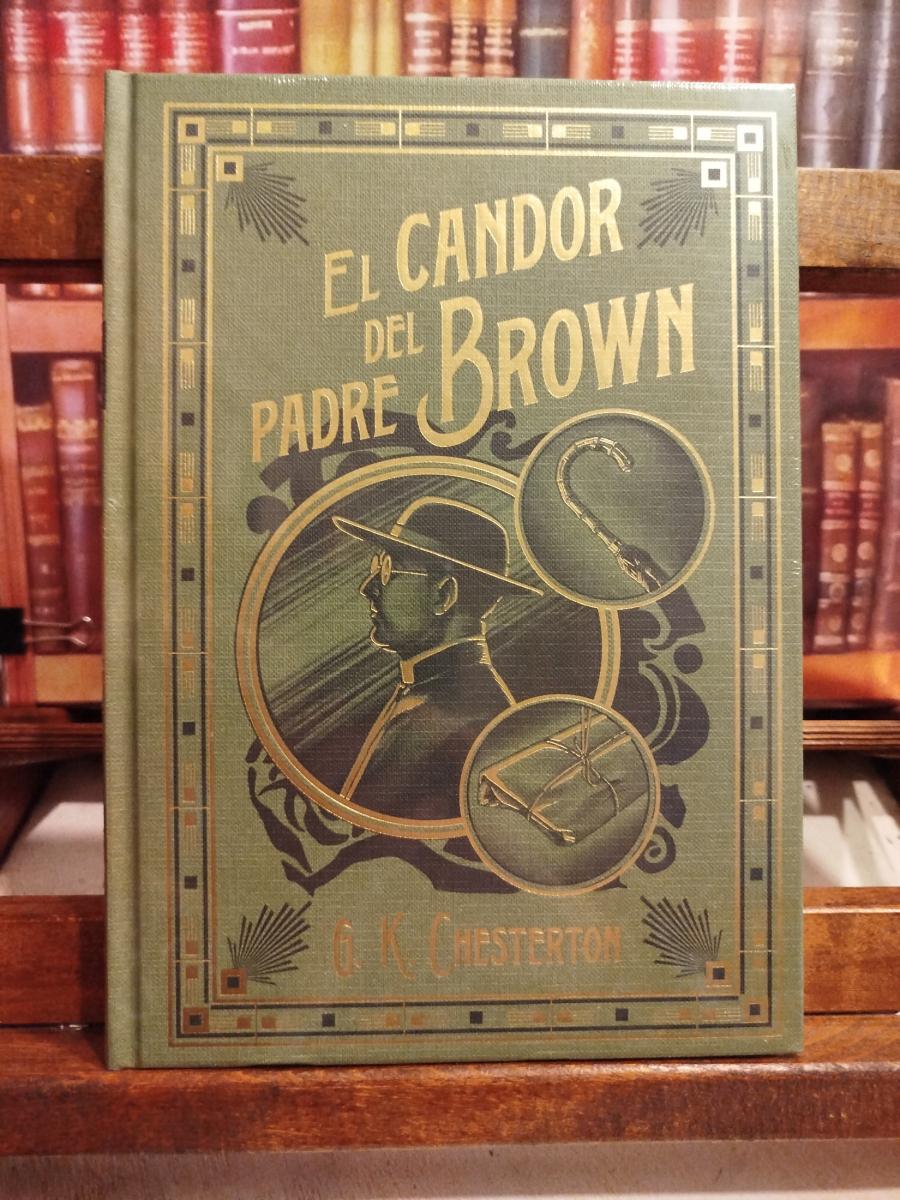 EL CANDOR
DEL BROWN
PADRE
G. K. CHESTERTON